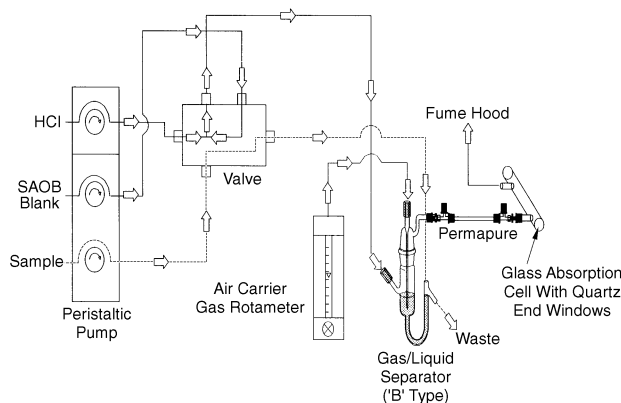 HCl
SAOB
Blank
Sample
Peristaltic
Pump
Valve
Air Carrier
Gas Rotameter
Fume Hood
Permapure
Glass Absorption
Cell With Quartz
End Windows
Waste
Gas/Liquid
Separator
('B' Type)